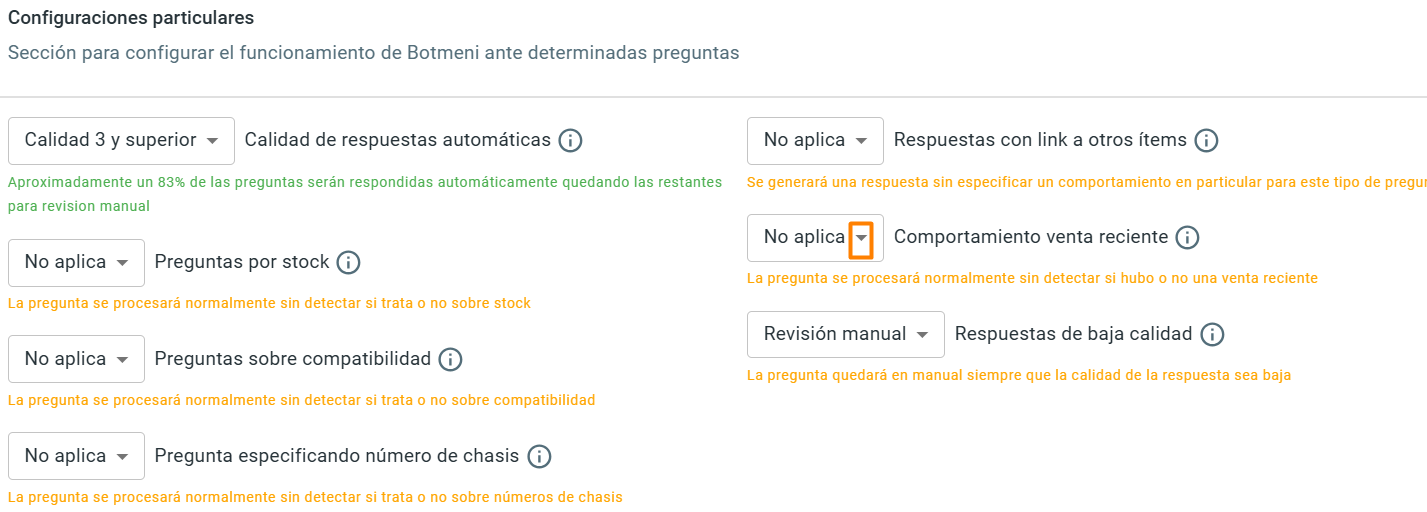 Configuraciones particulares
Sección para configurar el funcionamiento de Botmeni ante determinadas preguntas
Calidad 3 y superior Calidad de respuestas automáticas
Aproximadamente un 83% de las preguntas serán respondidas automáticamente quedando las restantes
para revision manual
No aplica Preguntas por stock
La pregunta se procesará normalmente sin detectar si trata o no sobre stock
No aplica Preguntas sobre compatibilidad
La pregunta se procesará normalmente sin detectar si trata o no sobre compatibilidad
No aplica Pregunta especificando número de chasis
La pregunta se procesará normalmente sin detectar si trata o no sobre números de chasis
No aplica Respuestas con link a otros ítems
Se generará una respuesta sin especificar un comportamiento en particular para este tipo de
No aplica Comportamiento venta reciente
La pregunta se procesará normalmente sin detectar si hubo o no una venta reciente
Revisión manual Respuestas de baja calidad
La pregunta quedará en manual siempre que la calidad de la respuesta sea baja